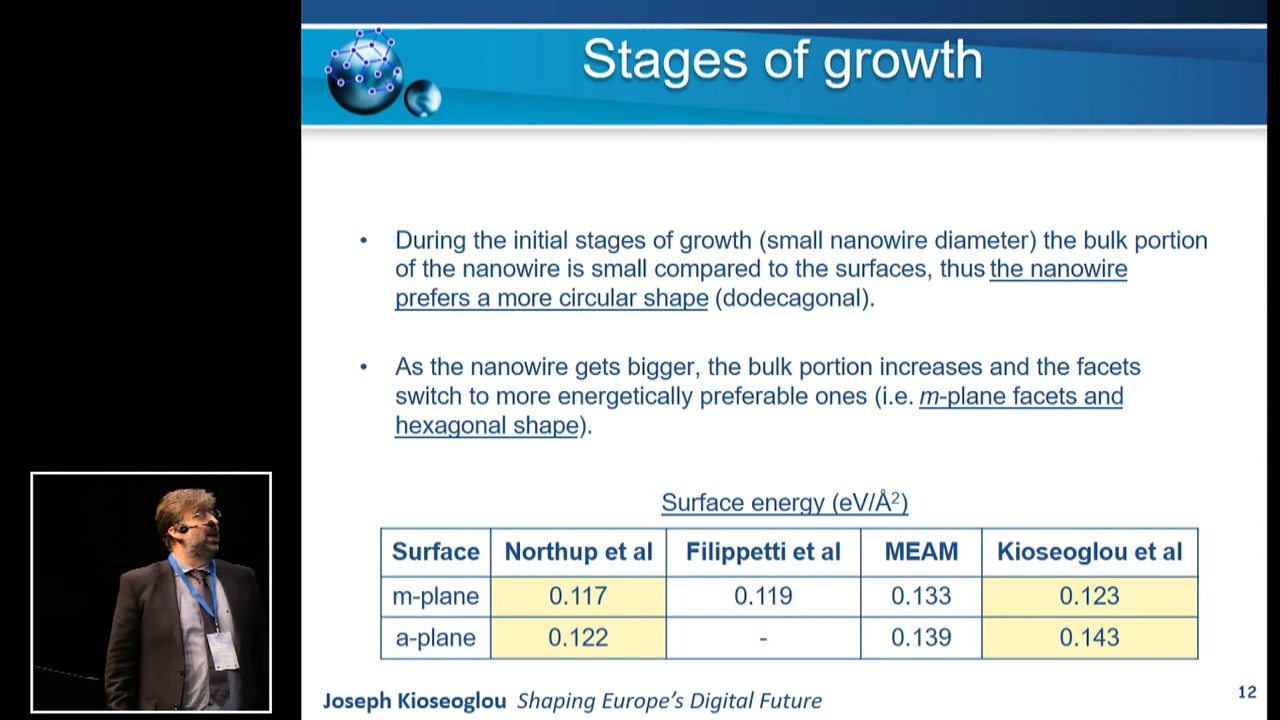 Stages of growth
• During the initial stages of growth (small nanowire diameter) the bulk portion
of the nanowire is small compared to the surfaces, thus the nanowire
prefers a more circular shape (dodecagonal).
• As the nanowire gets bigger, the bulk portion increases and the facets
switch to more energetically preferable ones (i.e. m-plane facets and
hexagonal shape).
Surface energy (eV/Å²)
Surface Northup et al Filippetti et al MEAM Kioseoglou et al
m-plane 0.117 0.119 0.133 0.123
a-plane 0.122 - 0.139 0.143
Joseph Kioseoglou Shaping Europe's Digital Future
12